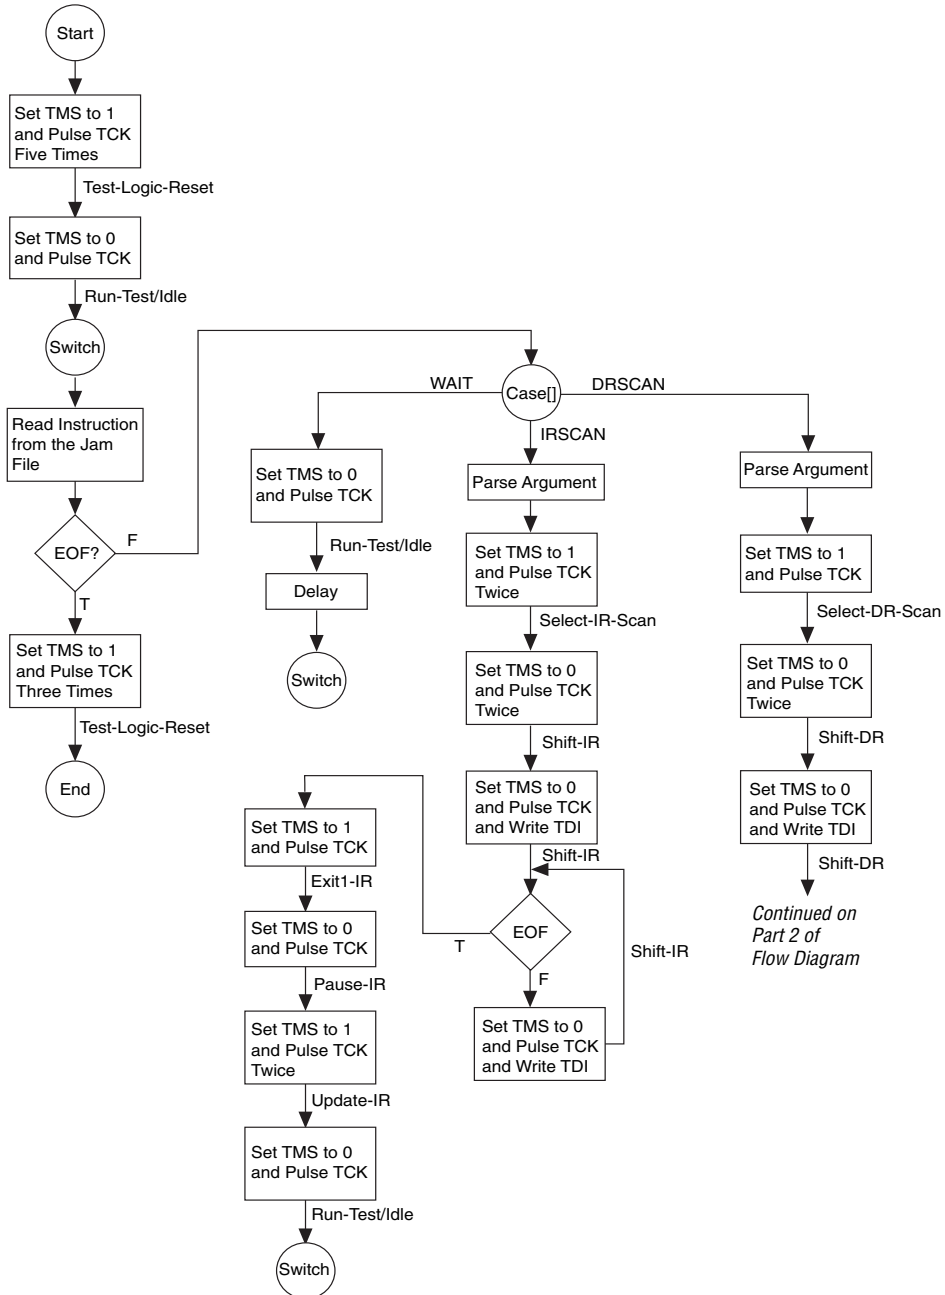 Start
Set TMS to 1
and Pulse TCK
Five Times
Test-Logic-Reset
Set TMS to 0
and Pulse TCK
Run-Test/Idle
Switch
Read Instruction
from the Jam
File
EOF?
F
T
Set TMS to 1
and Pulse TCK
Three Times
Test-Logic-Reset
End
Case[]
WAIT
Set TMS to 0
and Pulse TCK
Run-Test/Idle
Delay
Switch
IRSCAN
Parse Argument
Set TMS to 1
and Pulse TCK
Twice
Select-IR-Scan
Set TMS to 0
and Pulse TCK
Twice
Shift-IR
Set TMS to 0
and Pulse TCK
and Write TDI
Shift-IR
EOF
T
F
Shift-IR
Set TMS to 0
and Pulse TCK
and Write TDI
Set TMS to 1
and Pulse TCK
Exit1-IR
Set TMS to 0
and Pulse TCK
Pause-IR
Set TMS to 1
and Pulse TCK
Twice
Update-IR
Set TMS to 0
and Pulse TCK
Run-Test/Idle
Switch
DRSCAN
Parse Argument
Set TMS to 1
and Pulse TCK
Select-DR-Scan
Set TMS to 0
and Pulse TCK
Twice
Shift-DR
Set TMS to 0
and Pulse TCK
and Write TDI
Shift-DR
Continued on
Part 2 of
Flow Diagram